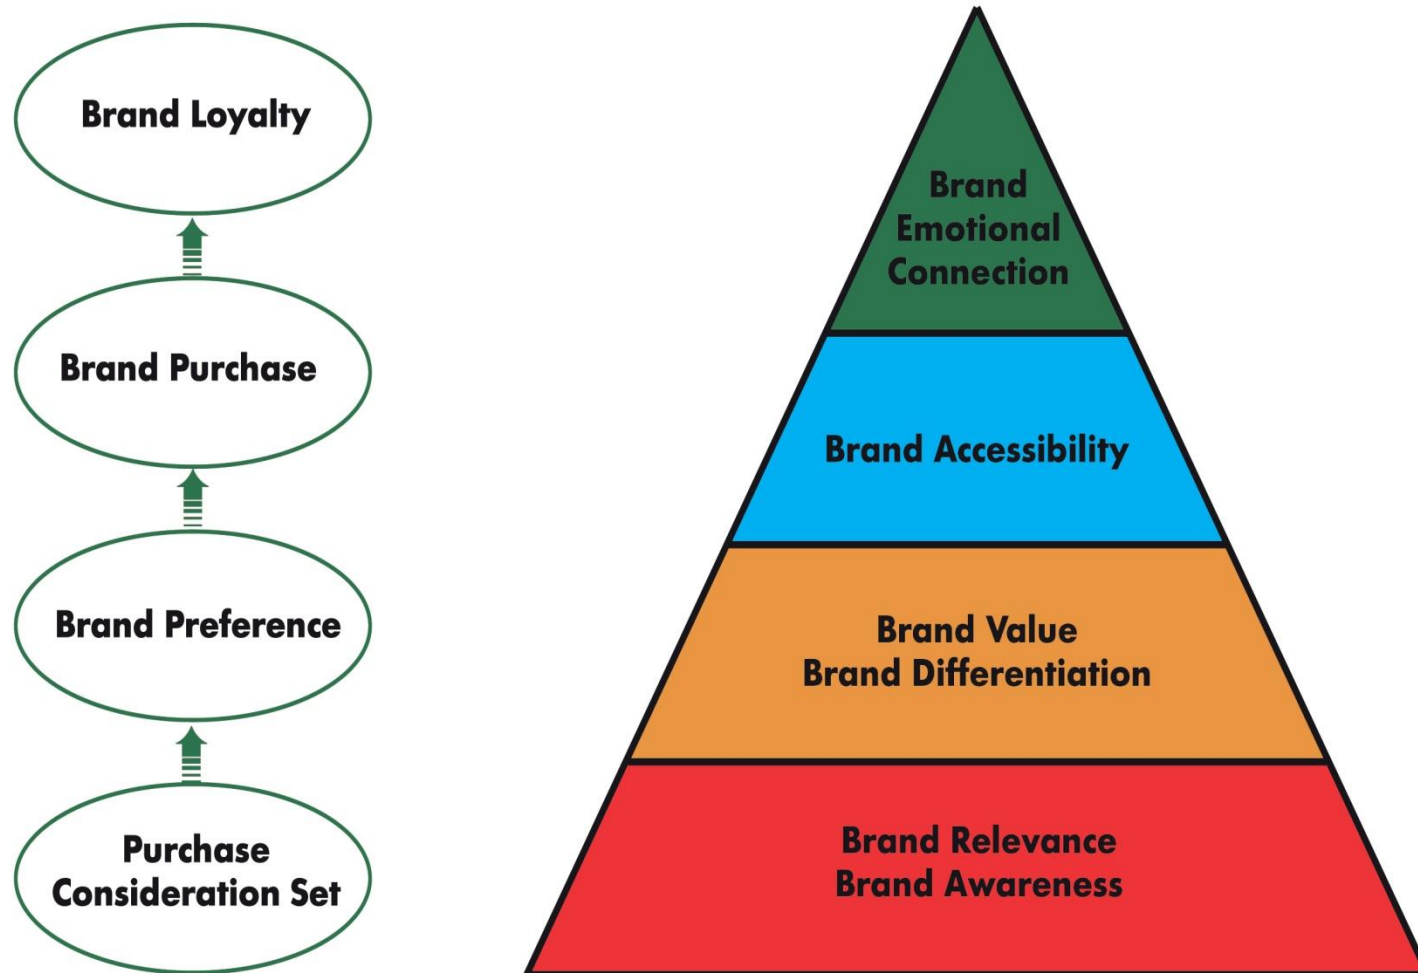 Brand Loyalty
Brand Purchase
Brand Preference
Purchase
Consideration Set
Brand
Emotional
Connection
Brand Accessibility
Brand Value
Brand Differentiation
Brand Relevance
Brand Awareness